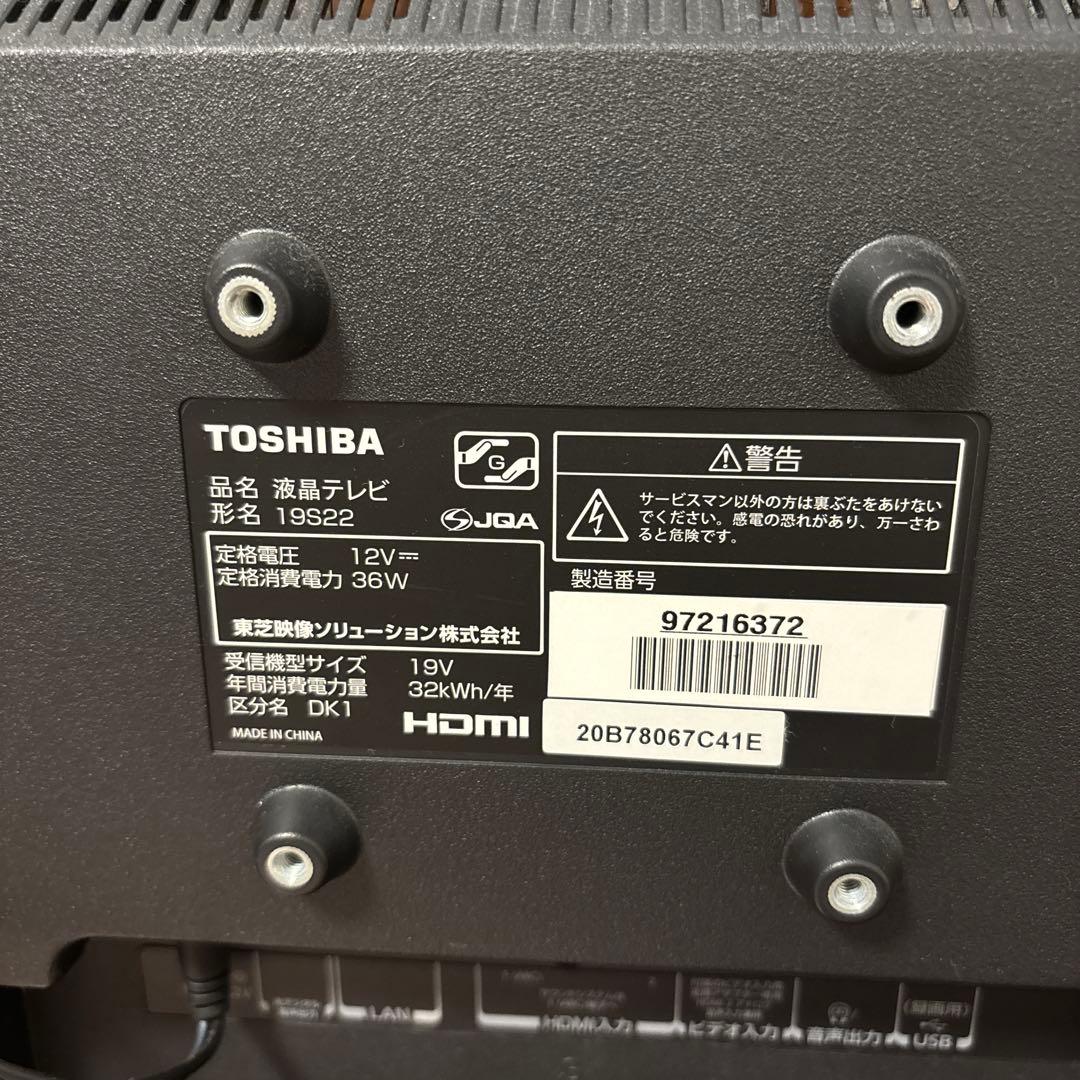 TOSHIBA
G
品名 液晶テレビ
形名 19S22
JQA
定格電圧 12V⎓
定格消費電力 36W
東芝映像ソリューション株式会社
受信機型サイズ 19V
年間消費電力量 32kWh/年
区分名 DK1
MADE IN CHINA
HDMI
警告
サービスマン以外の方は裏ぶたをあけない
でください。感電の恐れがあり、万一さわ
ると危険です。
製造番号
97216372
20B78067C41E
LAN
HDMI入力
ビデオ入力
音声出力
(録画用)
USB